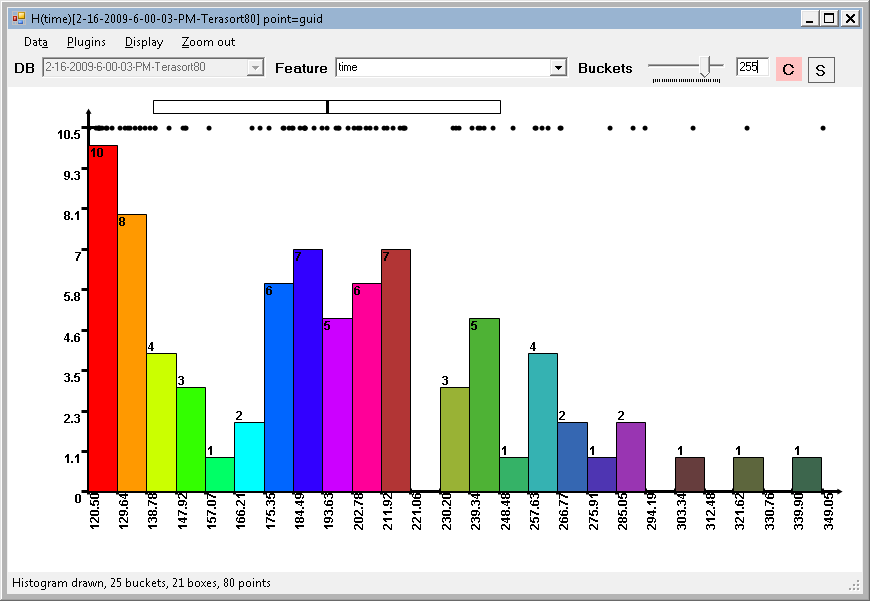 H(time)[2-16-2009-6-00-03-PM-Terasort80] point=guid
Data Plugins Display Zoom out
DB 2-16-2009-6-00-03-PM-Terasort80 Feature time Buckets 255 C S
10.5
9.3
8.1
7
5.8
4.6
3.5
2.3
1.1
0
10 8 4 3 1 2 6 7 5 6 7 3 5 1 4 2 1 2 1 1 1
120.50 129.64 138.78 147.92 157.07 166.21 175.35 184.49 193.63 202.78 211.92 221.06 230.20 239.34 248.48 257.63 266.77 275.91 285.05 294.19 303.34 312.48 321.62 330.76 339.90 349.05
Histogram drawn, 25 buckets, 21 boxes, 80 points